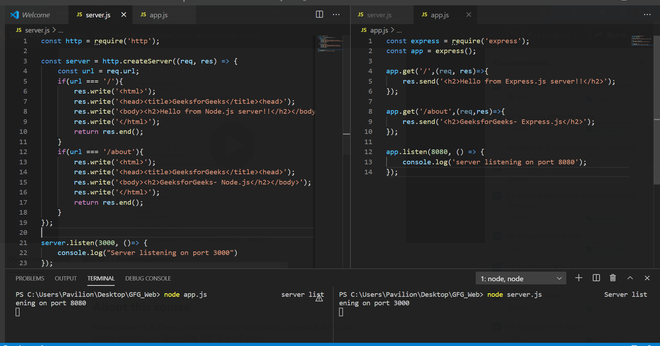 Welcome
JS server.js ×
JS app.js
JS server.js > ...
1 const http = require('http');
2
3 const server = http.createServer((req, res) => {
4 const url = req.url;
5 if(url === '/'){
6 res.write('<html>');
7 res.write('<head><title>GeeksforGeeks</title><head>');
8 res.write('<body><h2>Hello from Node.js server!!</h2></body
9 res.write('</html>');
10 return res.end();
11 }
12 if(url === '/about'){
13 res.write('<html>');
14 res.write('<head><title>GeeksforGeeks</title><head>');
15 res.write('<body><h2>GeeksforGeeks- Node.js</h2></body>');
16 res.write('</html>');
17 return res.end();
18 }
19 });
20
21 server.listen(3000, ()=> {
22 console.log("Server listening on port 3000")
23 });
JS server.js
JS app.js ×
JS app.js > ...
1 const express = require('express');
2 const app = express();
3
4 app.get('/',(req, res)=>{
5 res.send('<h2>Hello from Express.js server!!</h2>');
6 });
7
8 app.get('/about',(req,res)=>{
9 res.send('<h2>GeeksforGeeks- Express.js</h2>');
10 });
11
12 app.listen(8080, () => {
13 console.log('server listening on port 8080');
14 });
PROBLEMS OUTPUT TERMINAL DEBUG CONSOLE
1: node, node
PS C:\Users\Pavilion\Desktop\GFG_Web> node app.js server list
ening on port 8080
PS C:\Users\Pavilion\Desktop\GFG_Web> node server.js Server list
ening on port 3000